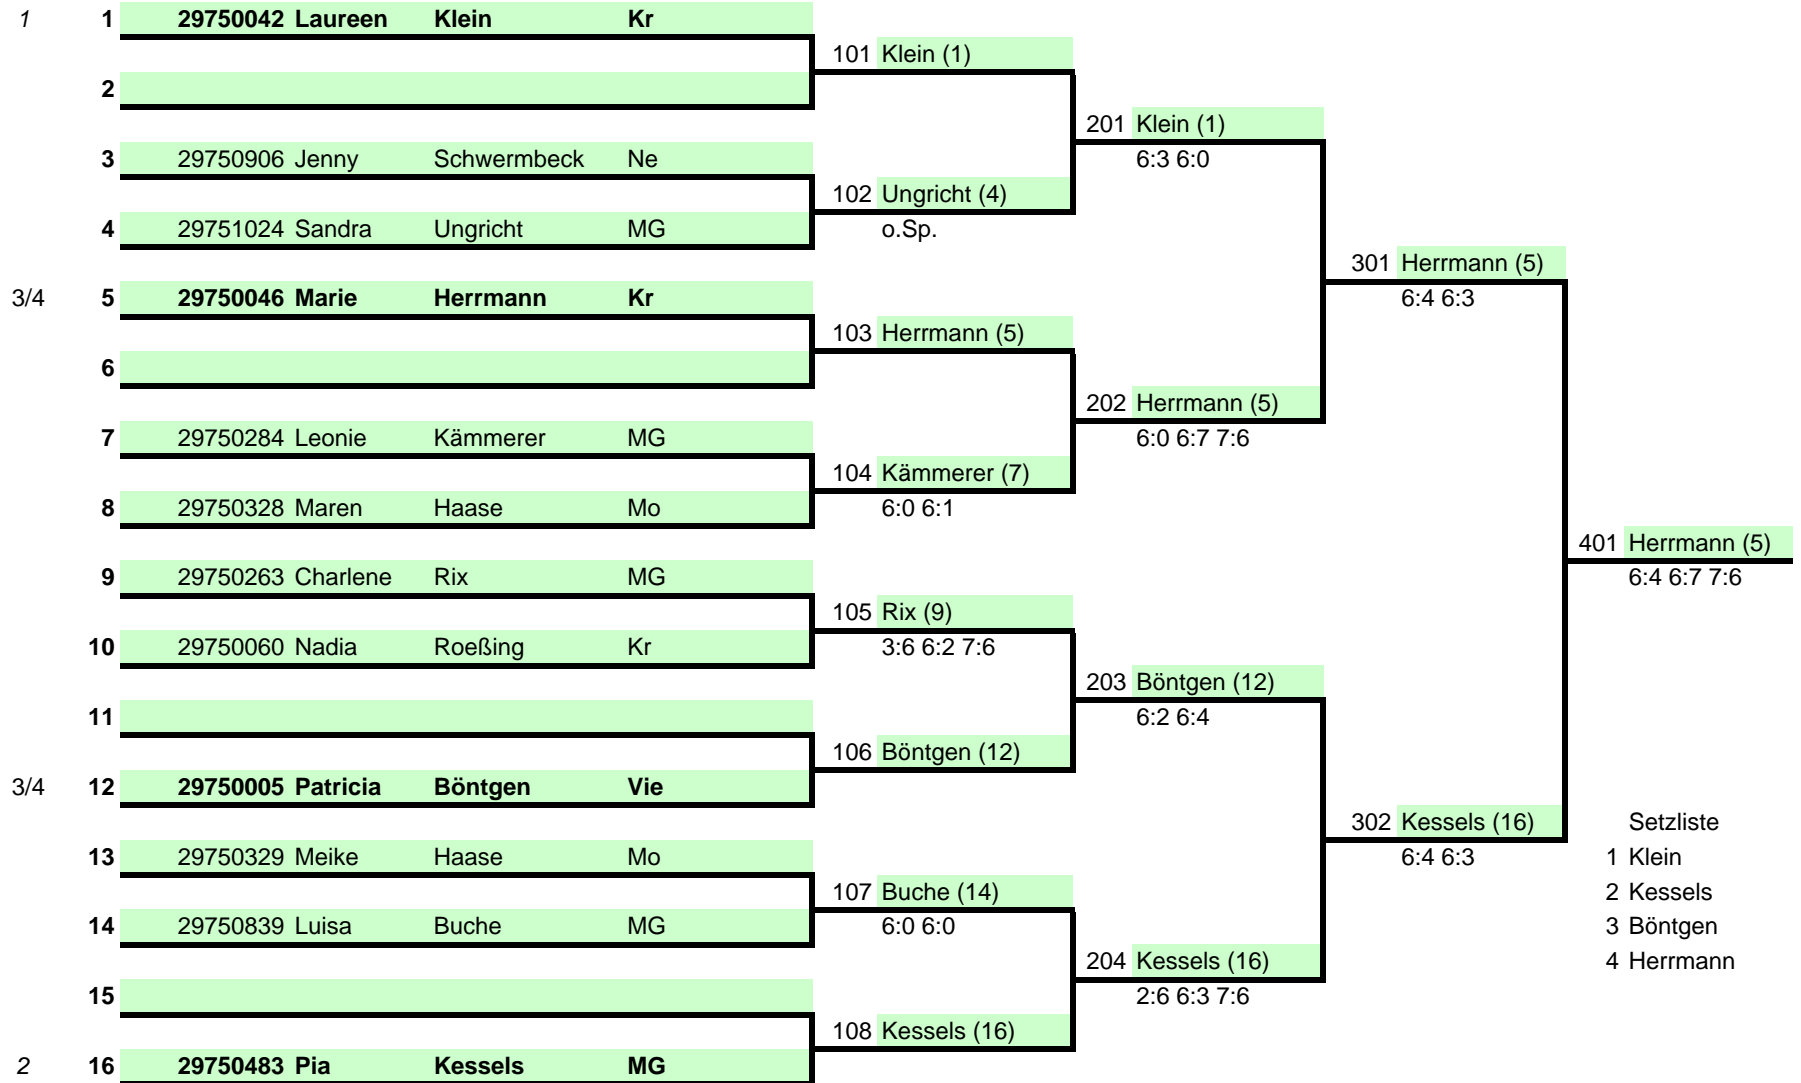 1 1 29750042 Laureen Klein Kr
101 Klein (1)
2
201 Klein (1)
3 29750906 Jenny Schwermbeck Ne 6:3 6:0
102 Ungricht (4)
4 29751024 Sandra Ungricht MG o.Sp.
301 Herrmann (5)
3/4 5 29750046 Marie Herrmann Kr 6:4 6:3
103 Herrmann (5)
6
202 Herrmann (5)
7 29750284 Leonie Kämmerer MG 6:0 6:7 7:6
104 Kämmerer (7)
8 29750328 Maren Haase Mo 6:0 6:1
401 Herrmann (5)
9 29750263 Charlene Rix MG 6:4 6:7 7:6
105 Rix (9)
10 29750060 Nadia Roeßing Kr 3:6 6:2 7:6
203 Böntgen (12)
11 6:2 6:4
106 Böntgen (12)
3/4 12 29750005 Patricia Böntgen Vie
302 Kessels (16) Setzliste
13 29750329 Meike Haase Mo 6:4 6:3 1 Klein
107 Buche (14) 2 Kessels
14 29750839 Luisa Buche MG 6:0 6:0 3 Böntgen
204 Kessels (16) 4 Herrmann
15 2:6 6:3 7:6
108 Kessels (16)
2 16 29750483 Pia Kessels MG